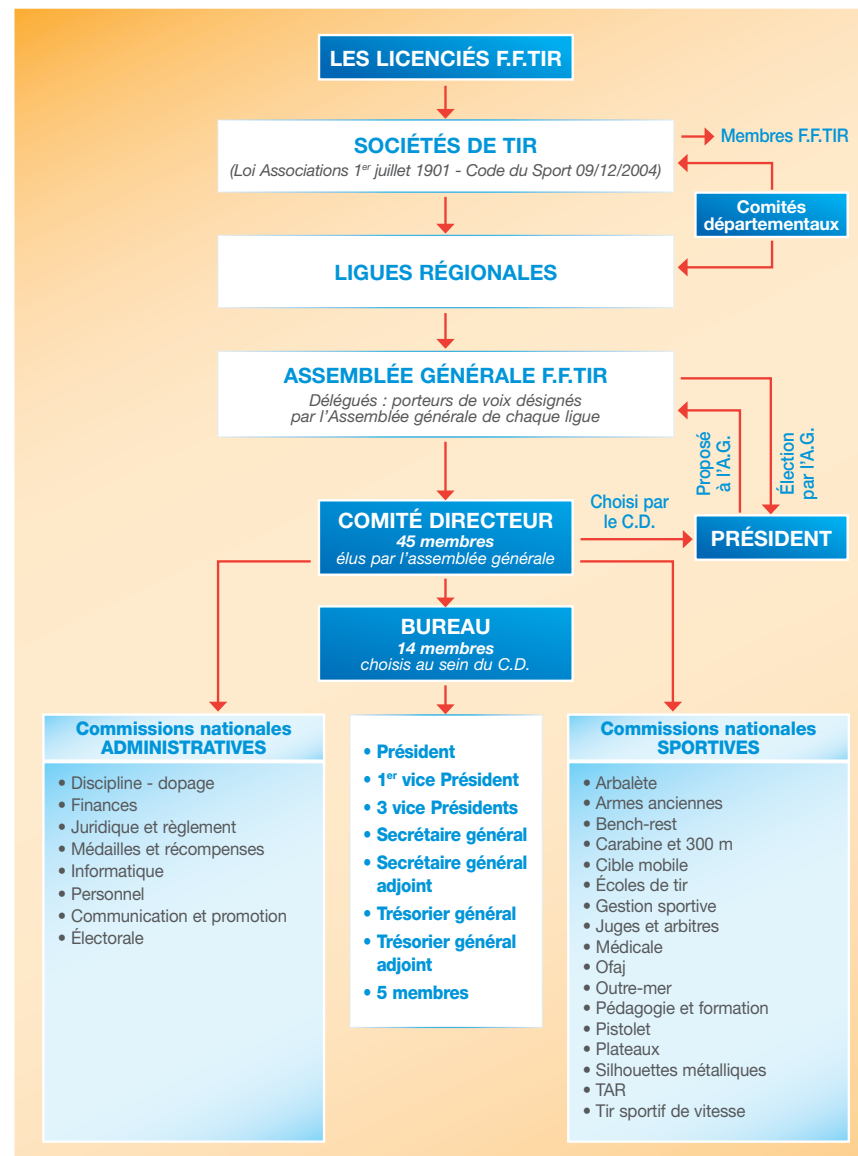 LES LICENCIÉS F.F.TIR
SOCIÉTÉS DE TIR
(Loi Associations 1er juillet 1901 - Code du Sport 09/12/2004)
Membres F.F.TIR
Comités
départementaux
LIGUES RÉGIONALES
ASSEMBLÉE GÉNÉRALE F.F.TIR
Délégués : porteurs de voix désignés
par l'Assemblée générale de chaque ligue
Proposé
à l'A.G.
Élection
par l'A.G.
Choisi par
le C.D.
COMITÉ DIRECTEUR
45 membres
élus par l'assemblée générale
PRÉSIDENT
BUREAU
14 membres
choisis au sein du C.D.
Commissions nationales
ADMINISTRATIVES
• Discipline - dopage
• Finances
• Juridique et règlement
• Médailles et récompenses
• Informatique
• Personnel
• Communication et promotion
• Électorale
• Président
• 1er vice Président
• 3 vice Présidents
• Secrétaire général
• Secrétaire général
adjoint
• Trésorier général
• Trésorier général
adjoint
• 5 membres
Commissions nationales
SPORTIVES
• Arbalète
• Armes anciennes
• Bench-rest
• Carabine et 300 m
• Cible mobile
• Écoles de tir
• Gestion sportive
• Juges et arbitres
• Médicale
• Ofaj
• Outre-mer
• Pédagogie et formation
• Pistolet
• Plateaux
• Silhouettes métalliques
• TAR
• Tir sportif de vitesse